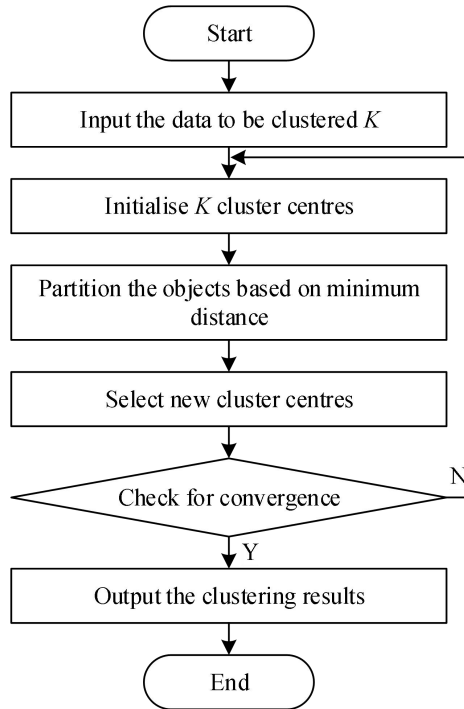 Start
Input the data to be clustered K
Initialise K cluster centres
Partition the objects based on minimum
distance
Select new cluster centres
Check for convergence
N
Y
Output the clustering results
End